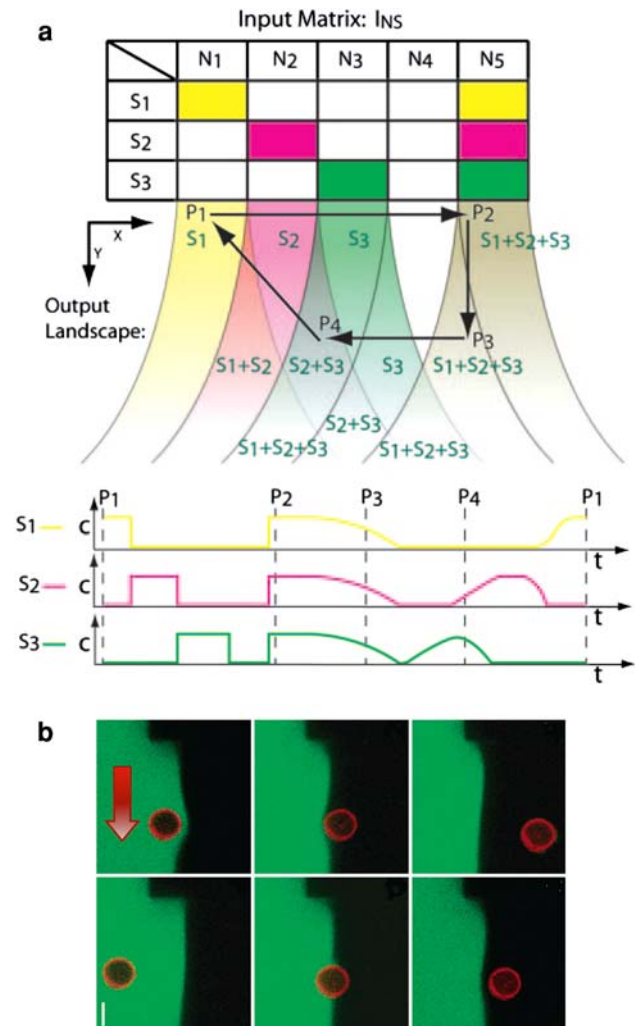 Input Matrix: INS
a
N1 N2 N3 N4 N5
S1
S2
S3
P1 P2
X
Y
S1 S2 S3 S1+S2+S3
Output
Landscape:
P4 P3
S1+S2 S2+S3 S3 S1+S2+S3
S2+S3
S1+S2+S3 S1+S2+S3
P1 P2 P3 P4 P1
S1 C
t
S2 C
S3 C
t
b